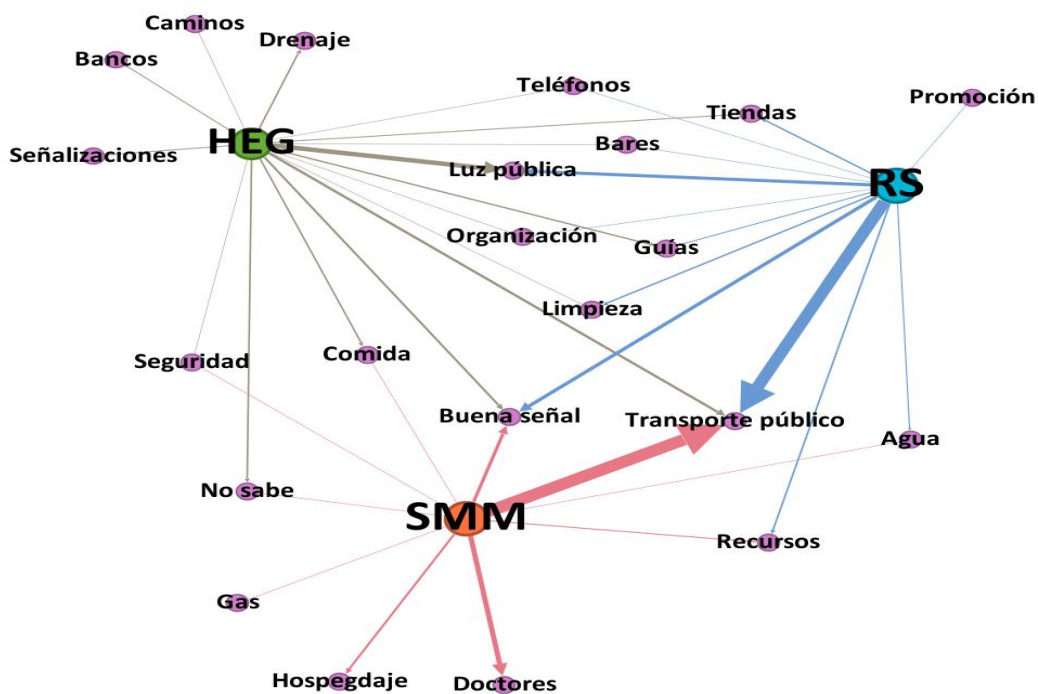 Caminos
Drenaje
Bancos
Teléfonos
Promoción
Tiendas
HEG
Señalizaciones
Bares
Luz pública
RS
Organización
Guías
Limpieza
Seguridad
Comida
Buena señal
Transporte público
Agua
No sabe
SMM
Recursos
Gas
Hospegdaje
Doctores